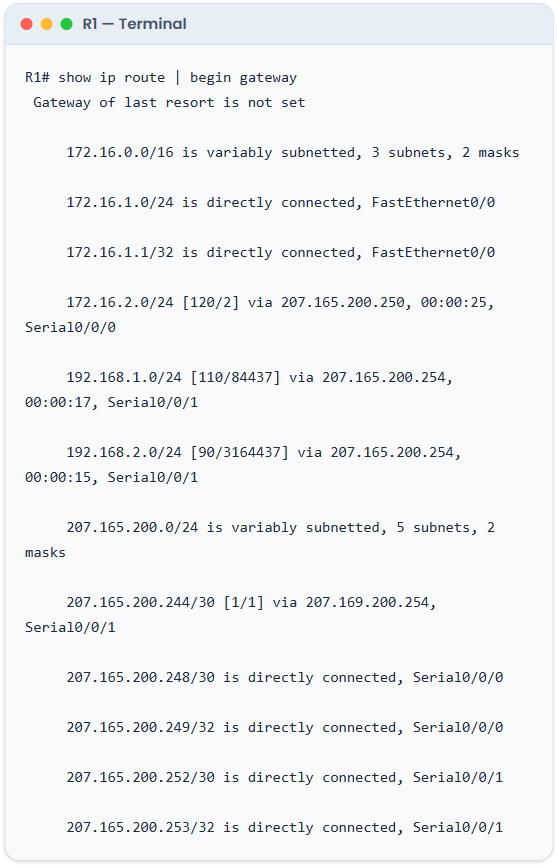 R1 — Terminal
R1# show ip route | begin gateway
Gateway of last resort is not set
172.16.0.0/16 is variably subnetted, 3 subnets, 2 masks
172.16.1.0/24 is directly connected, FastEthernet0/0
172.16.1.1/32 is directly connected, FastEthernet0/0
172.16.2.0/24 [120/2] via 207.165.200.250, 00:00:25,
Serial0/0/0
192.168.1.0/24 [110/84437] via 207.165.200.254,
00:00:17, Serial0/0/1
192.168.2.0/24 [90/3164437] via 207.165.200.254,
00:00:15, Serial0/0/1
207.165.200.0/24 is variably subnetted, 5 subnets, 2
masks
207.165.200.244/30 [1/1] via 207.169.200.254,
Serial0/0/1
207.165.200.248/30 is directly connected, Serial0/0/0
207.165.200.249/32 is directly connected, Serial0/0/0
207.165.200.252/30 is directly connected, Serial0/0/1
207.165.200.253/32 is directly connected, Serial0/0/1